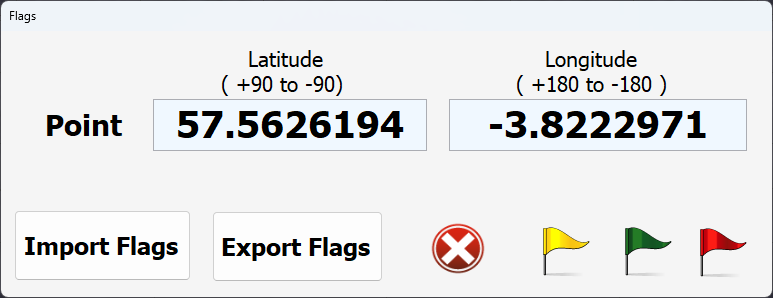 Flags
Latitude
( +90 to -90)
Longitude
( +180 to -180 )
Point
57.5626194
-3.8222971
Import Flags
Export Flags